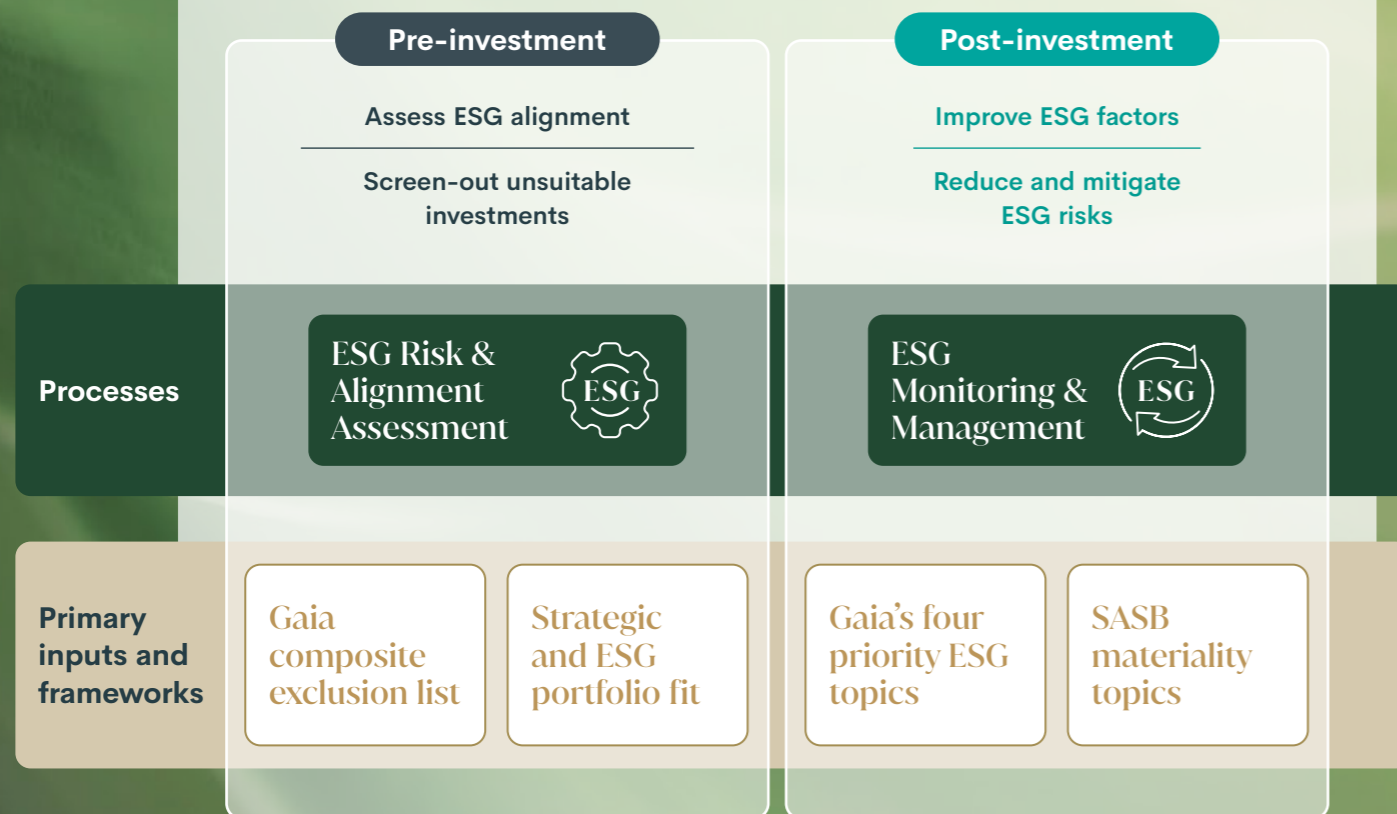 Pre-investment
Assess ESG alignment
Screen-out unsuitable
investments
Post-investment
Improve ESG factors
Reduce and mitigate
ESG risks
Processes
ESG Risk &
Alignment
Assessment
ESG
ESG
Monitoring &
Management
ESG
Primary
inputs and
frameworks
Gaia
composite
exclusion list
Strategic
and ESG
portfolio fit
Gaia’s four
priority ESG
topics
SASB
materiality
topics